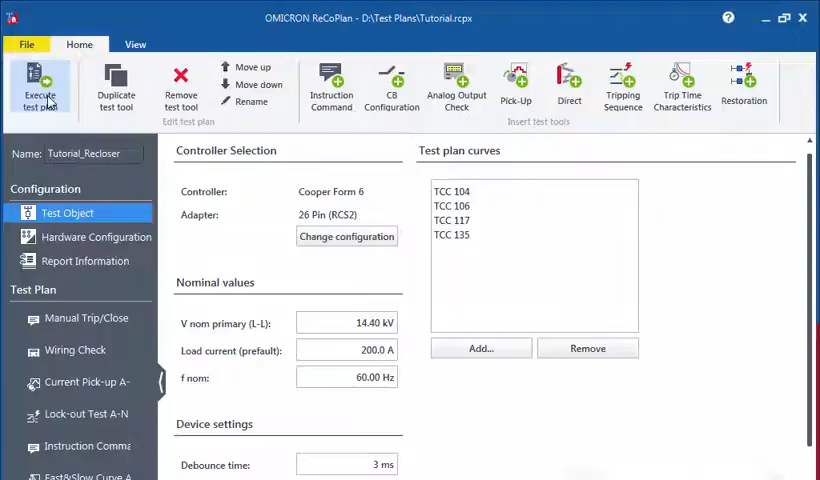 OMICRON ReCoPlan - D:\Test Plans\Tutorial.rcpx
File Home View
Execute test plan
Duplicate test tool
Remove test tool
Move up
Move down
Rename
Edit test plan
Instruction Command
CB Configuration
Analog Output Check
Pick-Up
Direct
Tripping Sequence
Trip Time Characteristics
Restoration
Insert test tools
Name: Tutorial_Recloser
Configuration
Test Object
Hardware Configuration
Report Information
Test Plan
Manual Trip/Close
Wiring Check
Current Pick-up A-
Lock-out Test A-N
Instruction Comma
Fast&Slow Curve A
Controller Selection
Controller: Cooper Form 6
Adapter: 26 Pin (RCS2)
Change configuration
Nominal values
V nom primary (L-L): 14.40 kV
Load current (prefault): 200.0 A
f nom: 60.00 Hz
Device settings
Debounce time: 3 ms
Test plan curves
TCC 104
TCC 106
TCC 117
TCC 135
Add... Remove